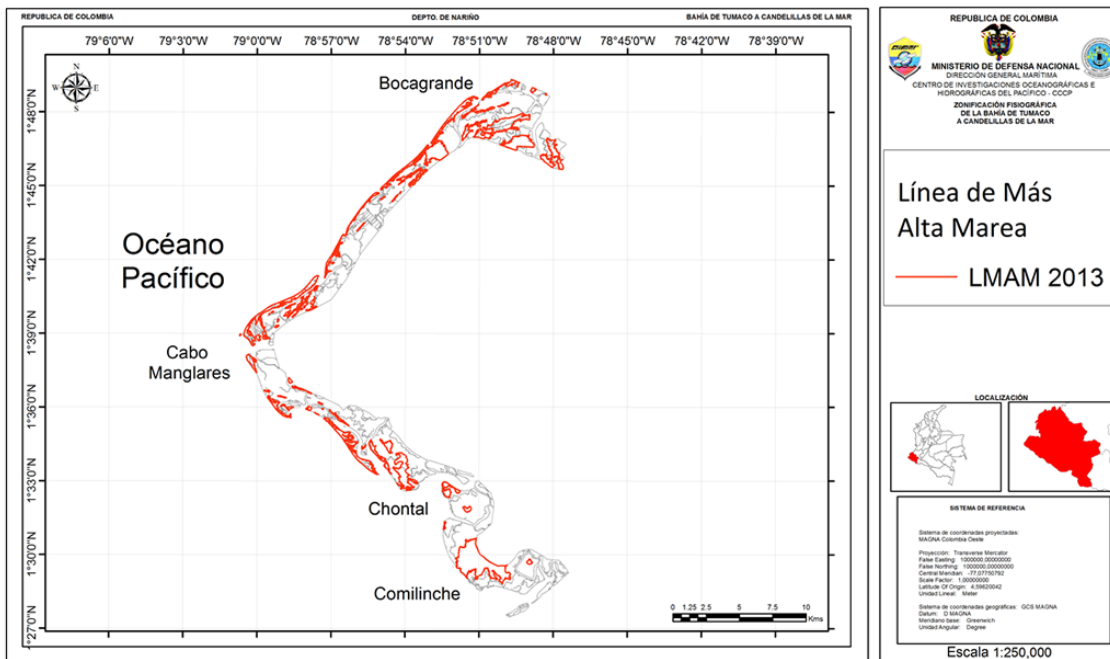 REPUBLICA DE COLOMBIA
DEPTO. DE NARIÑO
BAHÍA DE TUMACO A CANDELILLAS DE LA MAR
79°6'0"W 79°3'0"W 79°0'0"W 78°57'0"W 78°54'0"W 78°51'0"W 78°48'0"W 78°45'0"W 78°42'0"W 78°39'0"W
N
W E
S
1°48'0"N
1°45'0"N
1°42'0"N
1°39'0"N
1°36'0"N
1°33'0"N
1°30'0"N
1°27'0"N
Bocagrande
Océano
Pacífico
Cabo
Manglares
Chontal
Comilinche
0 1.25 2.5 5 7.5 10
Kms
REPUBLICA DE COLOMBIA
MINISTERIO DE DEFENSA NACIONAL
DIRECCIÓN GENERAL MARÍTIMA
CENTRO DE INVESTIGACIONES OCEANOGRÁFICAS E
HIDROGRÁFICAS DEL PACÍFICO - CCCP
ZONIFICACIÓN FISIOGRÁFICA
DE LA BAHÍA DE TUMACO
A CANDELILLAS DE LA MAR
Línea de Más
Alta Marea
LMAM 2013
LOCALIZACIÓN
SISTEMA DE REFERENCIA
Sistema de coordenadas proyectadas:
MAGNA Colombia Oeste
Proyección: Transverse Mercator
False Easting: 1000000,00000000
False Northing: 1000000,00000000
Central Meridian: -77,07750792
Scale Factor: 1,00000000
Latitude Of Origin: 4,59620042
Unidad Lineal: Meter
Sistema de coordenadas geográficas: GCS MAGNA
Datum: D MAGNA
Meridiano base: Greenwich
Unidad Angular: Degree
Escala 1:250,000